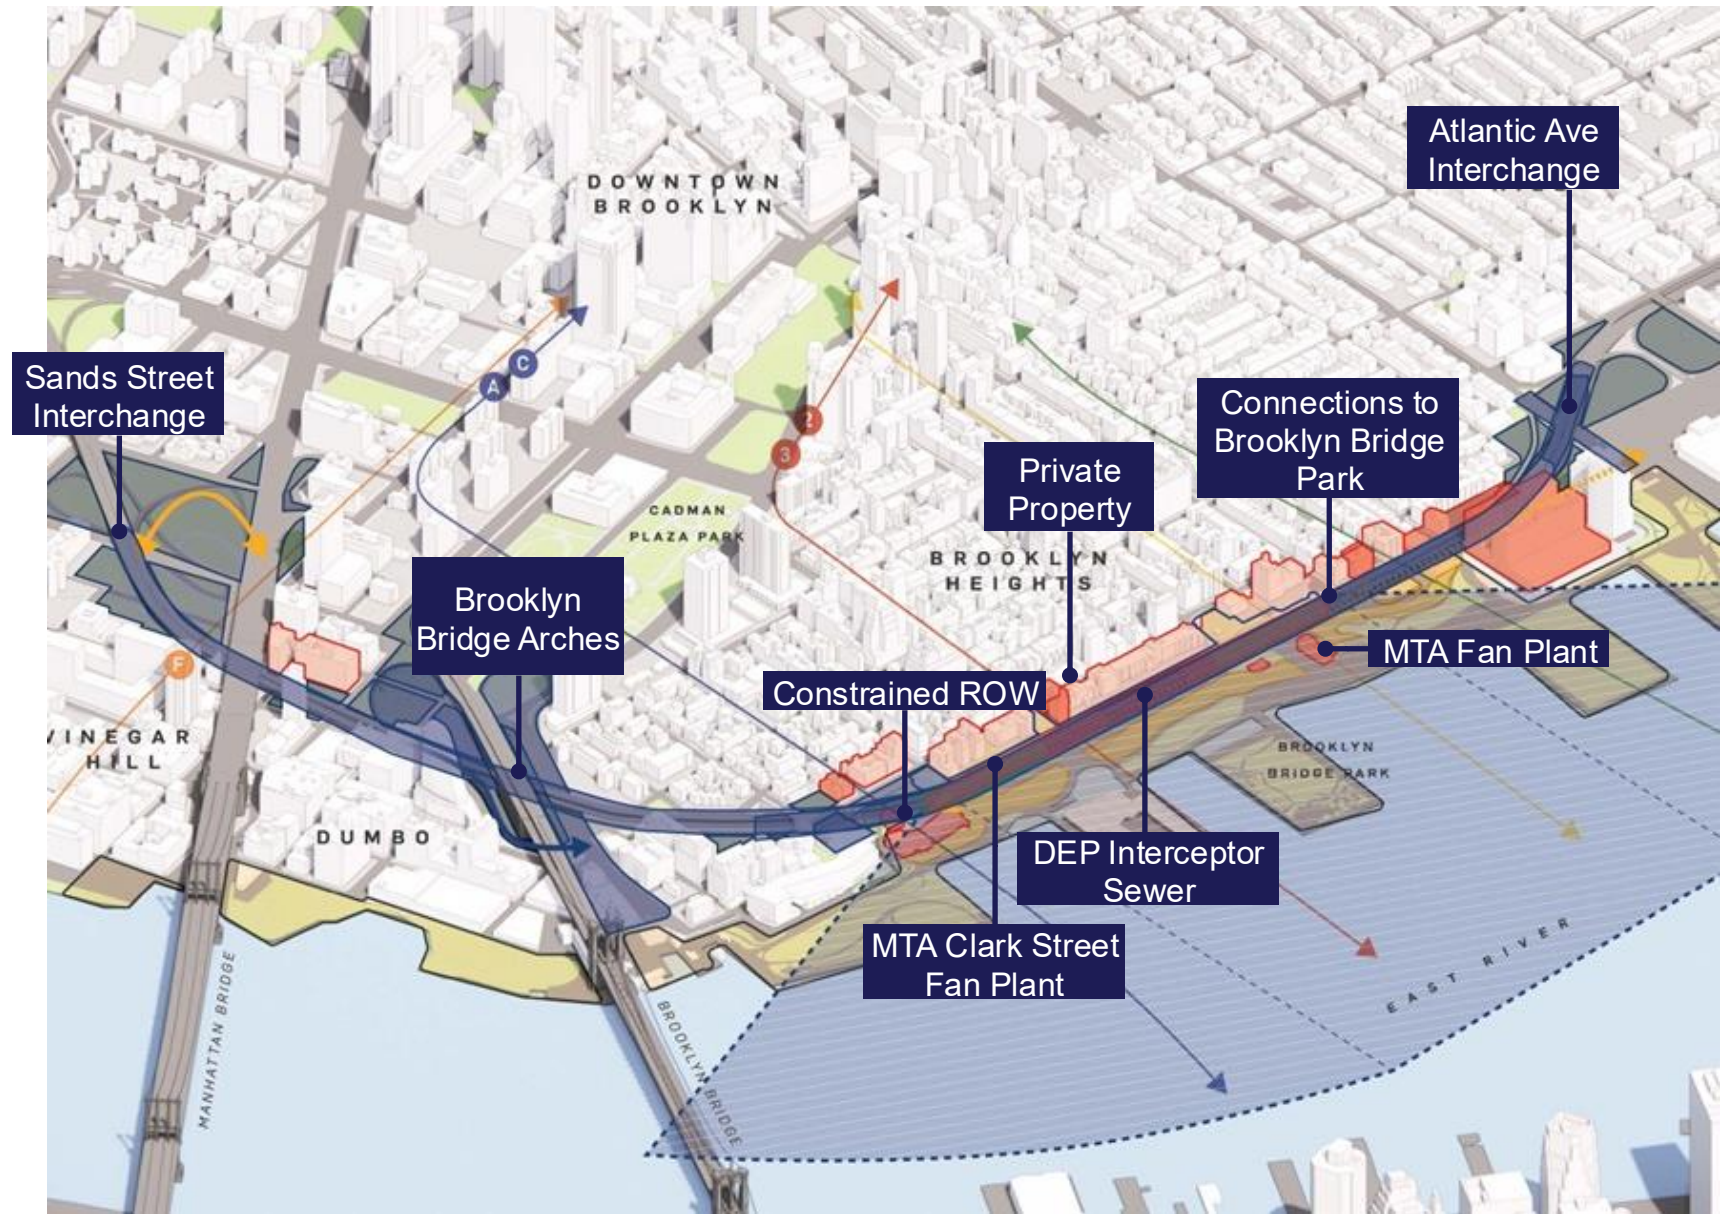 Atlantic Ave
Interchange
DOWNTOWN
BROOKLYN
C
A
Sands Street
Interchange
Connections to
Brooklyn Bridge
Park
2
3
Private
Property
CADMAN
PLAZA PARK
BROOKLYN
HEIGHTS
Brooklyn
Bridge Arches
F
MTA Fan Plant
Constrained ROW
VINEGAR
HILL
BROOKLYN
BRIDGE PARK
DUMBO
DEP Interceptor
Sewer
MTA Clark Street
Fan Plant
EAST RIVER
MANHATTAN BRIDGE
BROOKLYN BRIDGE